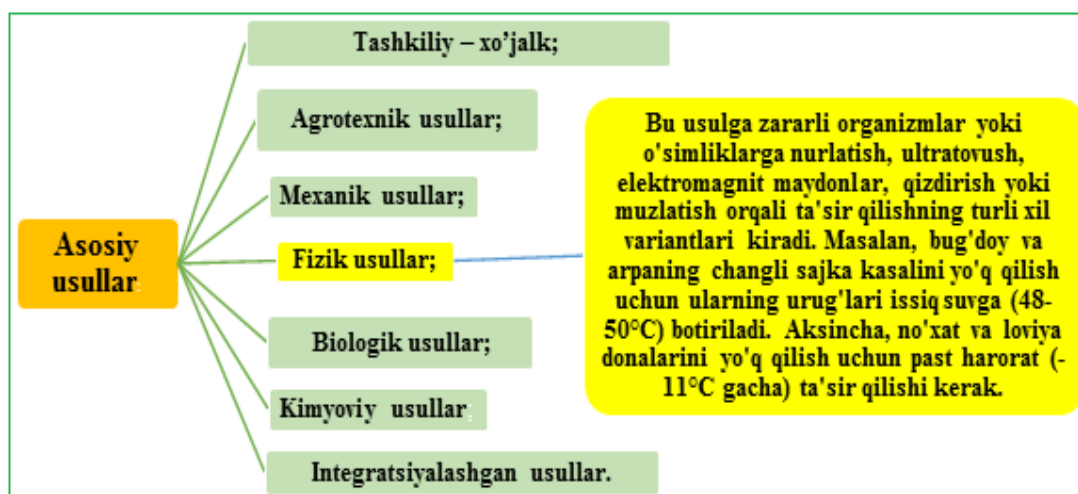 Asosiy
usullar:
Tashkiliy – xo'jalk;
Agrotexnik usullar;
Mexanik usullar;
Fizik usullar;
Biologik usullar;
Kimyoviy usullar;
Integratsiyalashgan usullar.
Bu usulga zararli organizmlar yoki
o'simliklarga nurlatish, ultratovush,
elektromagnit maydonlar, qizdirish yoki
muzlatish orqali ta'sir qilishning turli xil
variantlari kiradi. Masalan, bug'doy va
arpaning changli sajka kasalini yo'q qilish
uchun ularning urug'lari issiq suvga (48-
50°C) botiriladi. Aksincha, no'xat va loviya
donalarini yo'q qilish uchun past harorat (-
11°C gacha) ta'sir qilishi kerak.